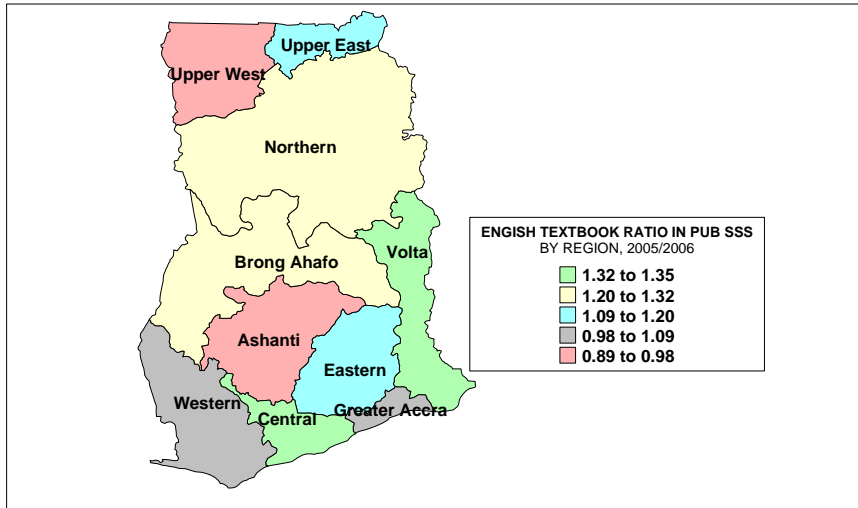 Upper East
Upper West
Northern
Volta
Brong Ahafo
Ashanti
Eastern
Western
Central
Greater Accra
ENGISH TEXTBOOK RATIO IN PUB SSS
BY REGION, 2005/2006
1.32 to 1.35
1.20 to 1.32
1.09 to 1.20
0.98 to 1.09
0.89 to 0.98